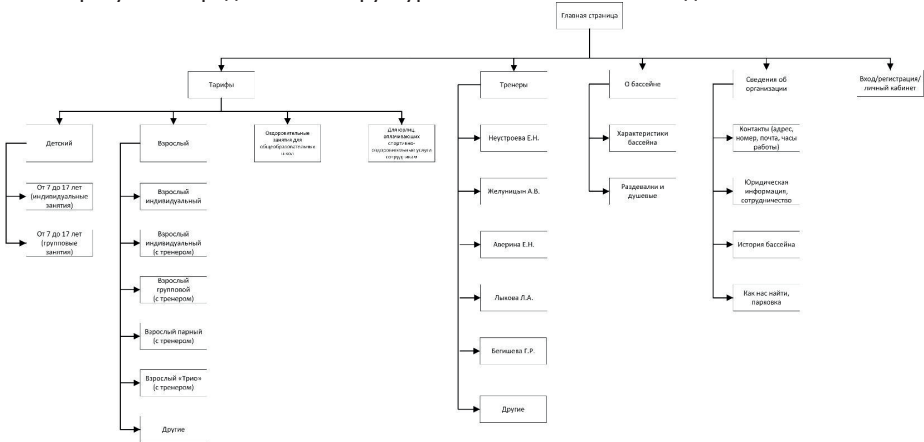 Главная страница
Тарифы
Тренеры
О бассейне
Сведения об
организации
Вход/регистрация/
личный кабинет
Детский
Взрослый
Оздоровительные
занятия для
общеобразовательных
школ
Для юр.лиц,
оплачивающих
спортивно-
оздоровительные услуги
сотрудникам
От 7 до 17 лет
(индивидуальные
занятия)
От 7 до 17 лет
(групповые
занятия)
Взрослый
индивидуальный
Взрослый
индивидуальный
(с тренером)
Взрослый
групповой
(с тренером)
Взрослый парный
(с тренером)
Взрослый «Трио»
(с тренером)
Другие
Неустроева Е.Н.
Желуницын А.В.
Аверина Е.Н.
Лыкова Л.А.
Бегишева Г.Р.
Другие
Характеристики
бассейна
Раздевалки и
душевые
Контакты (адрес,
номер, почта, часы
работы)
Юридическая
информация,
сотрудничество
История бассейна
Как нас найти,
парковка